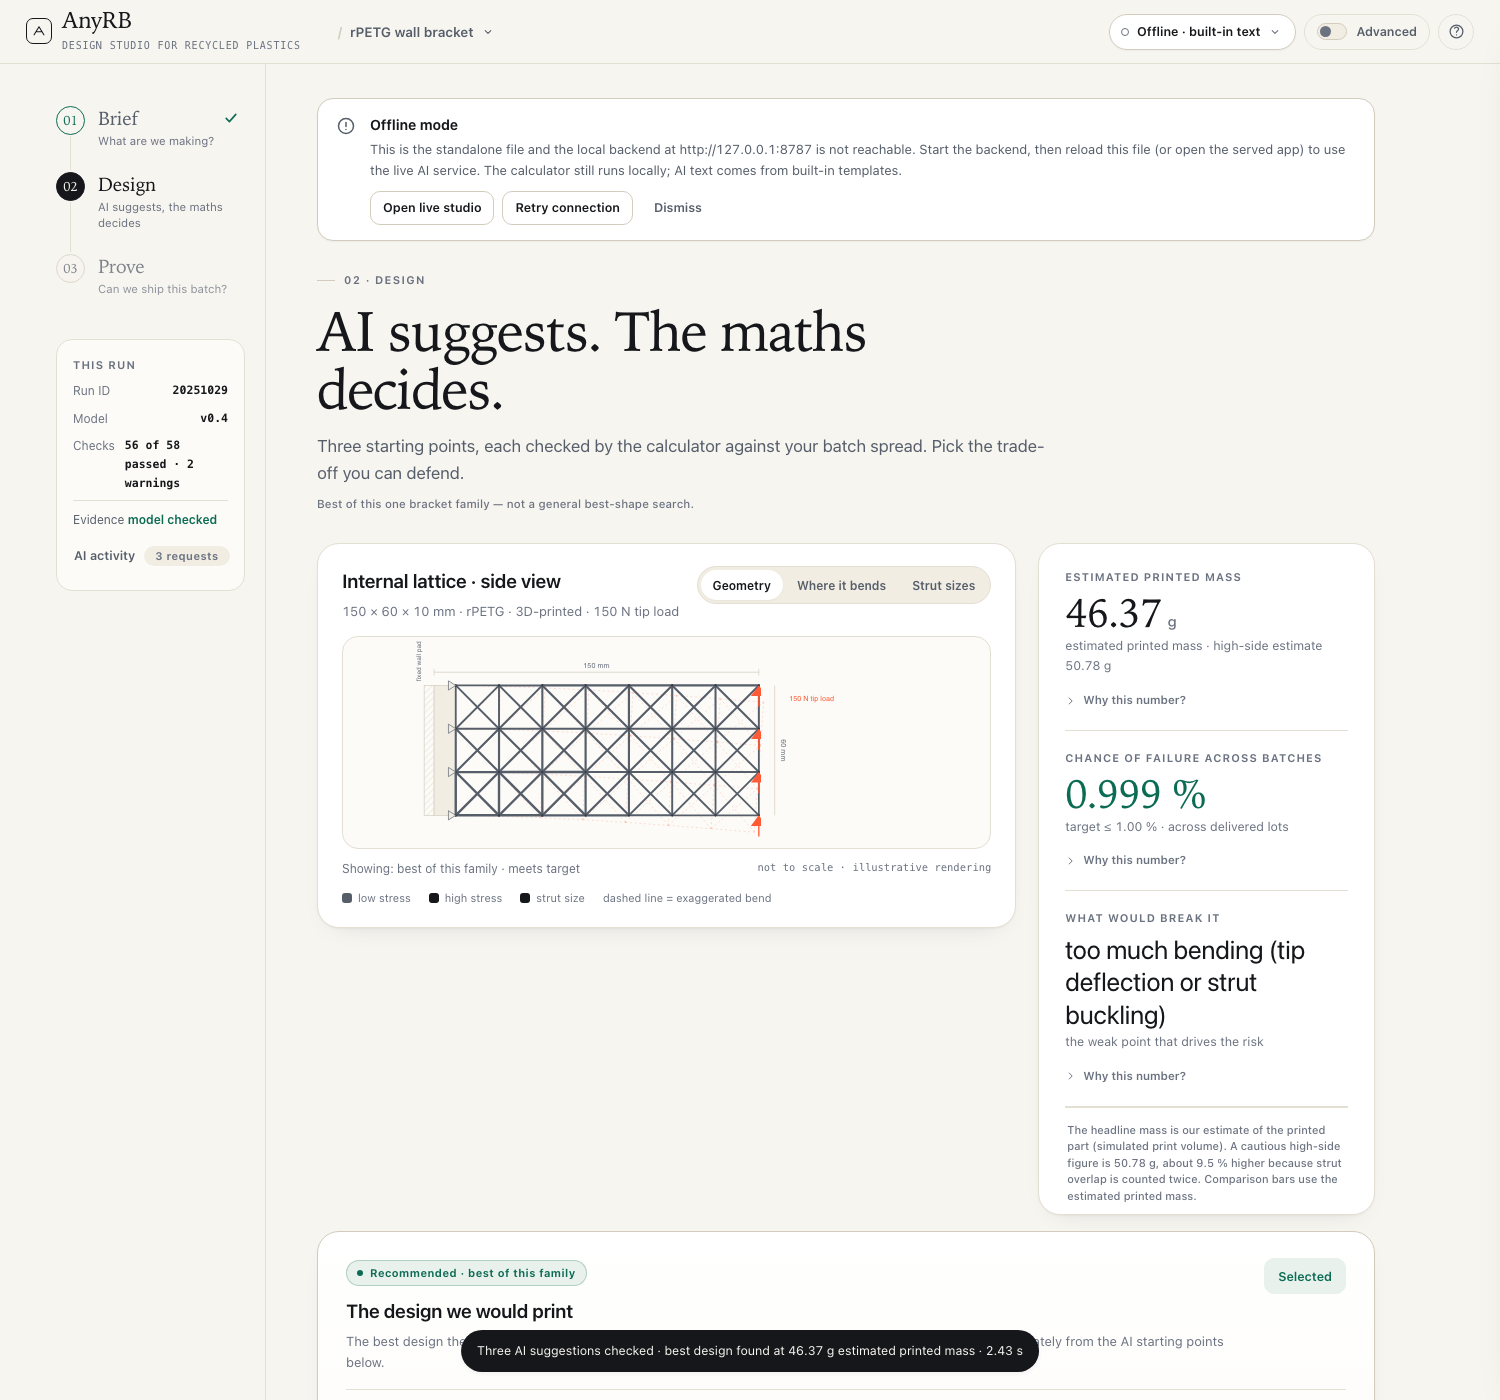 AnyRB
DESIGN STUDIO FOR RECYCLED PLASTICS
/ rPETG wall bracket
Offline · built-in text
Advanced
01
Brief
What are we making?
02
Design
AI suggests, the maths
decides
03
Prove
Can we ship this batch?
THIS RUN
Run ID 20251029
Model v0.4
Checks 56 of 58
passed · 2
warnings
Evidence model checked
AI activity 3 requests
Offline mode
This is the standalone file and the local backend at http://127.0.0.1:8787 is not reachable. Start the backend, then reload this file (or open the served app) to use
the live AI service. The calculator still runs locally; AI text comes from built-in templates.
Open live studio Retry connection Dismiss
02 · DESIGN
AI suggests. The maths
decides.
Three starting points, each checked by the calculator against your batch spread. Pick the trade-
off you can defend.
Best of this one bracket family — not a general best-shape search.
Internal lattice · side view
Geometry Where it bends Strut sizes
150 × 60 × 10 mm · rPETG · 3D-printed · 150 N tip load
fixed wall pad
150 mm
150 N tip load
60 mm
Showing: best of this family · meets target
not to scale · illustrative rendering
low stress high stress strut size dashed line = exaggerated bend
ESTIMATED PRINTED MASS
46.37 g
estimated printed mass · high-side estimate
50.78 g
Why this number?
CHANCE OF FAILURE ACROSS BATCHES
0.999 %
target ≤ 1.00 % · across delivered lots
Why this number?
WHAT WOULD BREAK IT
too much bending (tip
deflection or strut
buckling)
the weak point that drives the risk
Why this number?
The headline mass is our estimate of the printed
part (simulated print volume). A cautious high-side
figure is 50.78 g, about 9.5 % higher because strut
overlap is counted twice. Comparison bars use the
estimated printed mass.
Recommended · best of this family
Selected
The design we would print
The best design the
tely from the AI starting points
below.
Three AI suggestions checked · best design found at 46.37 g estimated printed mass · 2.43 s